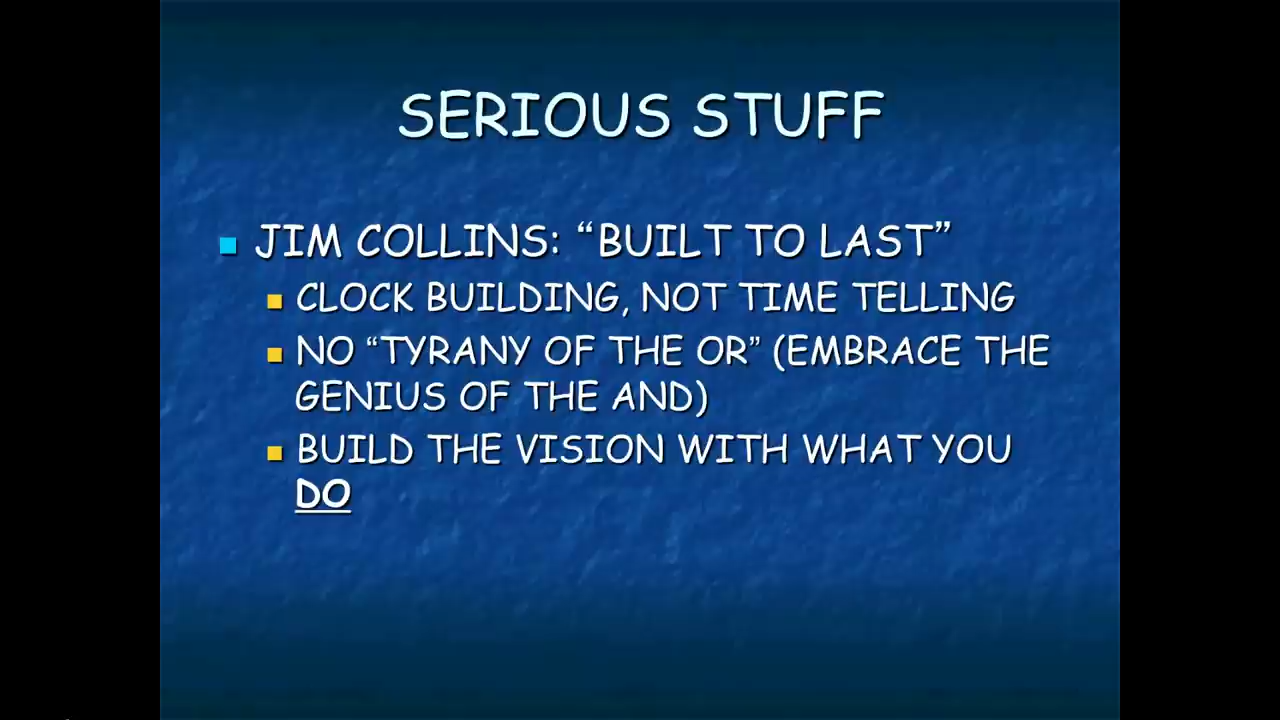 SERIOUS STUFF
JIM COLLINS: “BUILT TO LAST”
CLOCK BUILDING, NOT TIME TELLING
NO “TYRANY OF THE OR” (EMBRACE THE
GENIUS OF THE AND)
BUILD THE VISION WITH WHAT YOU
DO